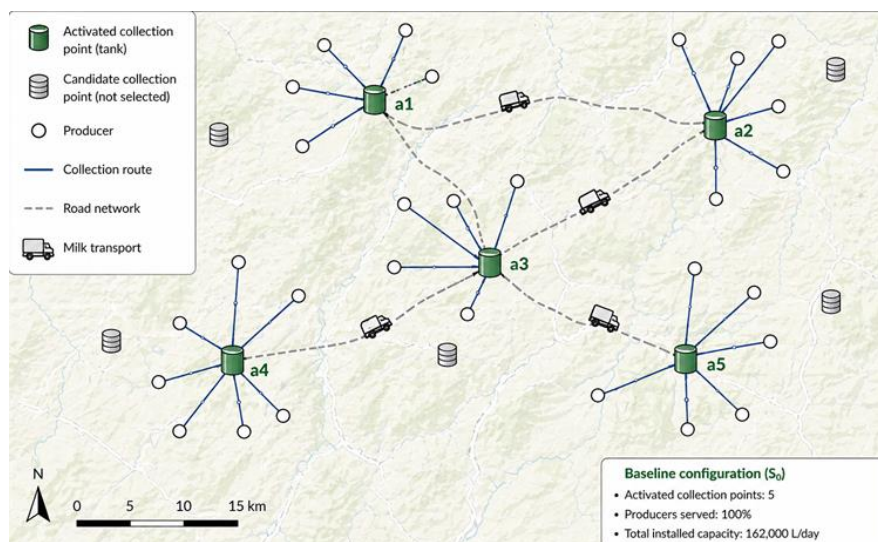 Activated collection
point (tank)
Candidate collection
point (not selected)
Producer
Collection route
Road network
Milk transport
a1
a2
a3
a4
a5
N
0 5 10 15 km
Baseline configuration (S₀)
• Activated collection points: 5
• Producers served: 100%
• Total installed capacity: 162,000 L/day